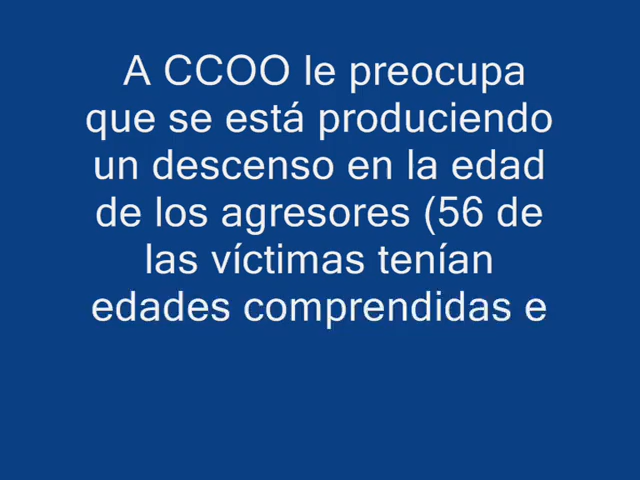 A CCOO le preocupa
que se está produciendo
un descenso en la edad
de los agresores (56 de
las víctimas tenían
edades comprendidas e